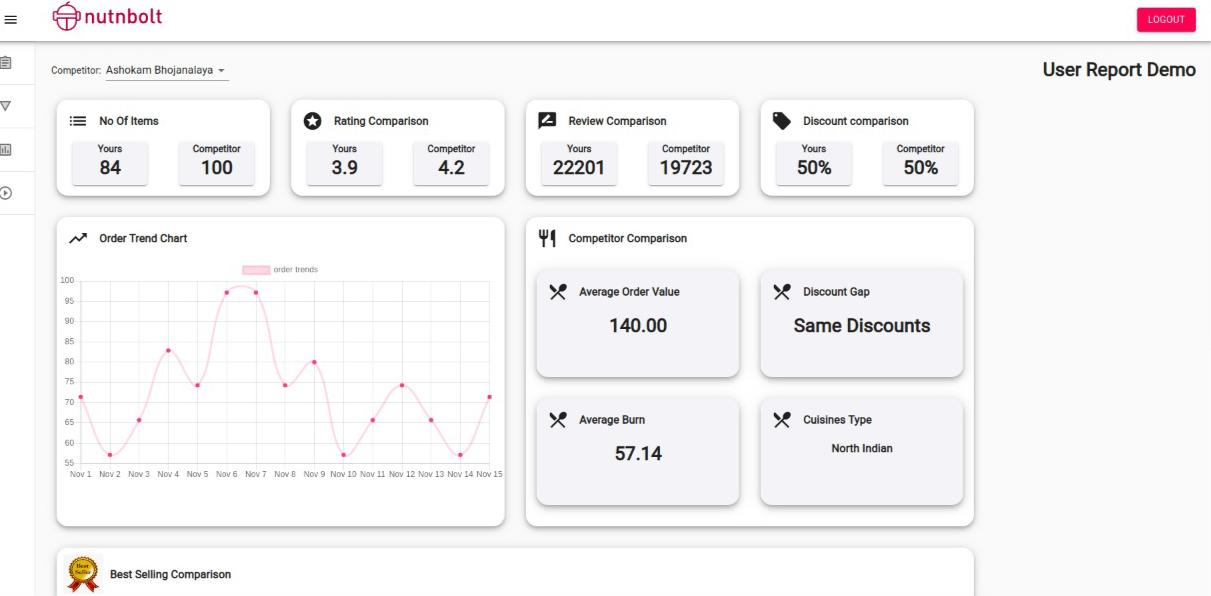 nutnbolt
LOGOUT
Competitor: Ashokam Bhojanalaya
User Report Demo
No Of Items
Yours
84
Competitor
100
Rating Comparison
Yours
3.9
Competitor
4.2
Review Comparison
Yours
22201
Competitor
19723
Discount comparison
Yours
50%
Competitor
50%
Order Trend Chart
order trends
100
95
90
85
80
75
70
65
60
55
Nov 1 Nov 2 Nov 3 Nov 4 Nov 5 Nov 6 Nov 7 Nov 8 Nov 9 Nov 10 Nov 11 Nov 12 Nov 13 Nov 14 Nov 15
Competitor Comparison
Average Order Value
140.00
Discount Gap
Same Discounts
Average Burn
57.14
Cuisines Type
North Indian
Best
Seller
Best Selling Comparison